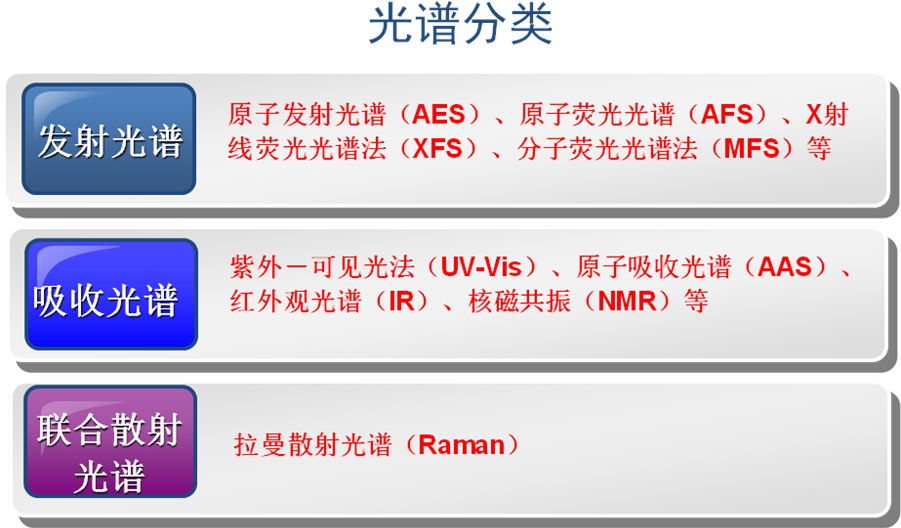 光谱分类
发射光谱
原子发射光谱（AES）、原子荧光光谱（AFS）、X射
线荧光光谱法（XFS）、分子荧光光谱法（MFS）等
吸收光谱
紫外－可见光法（UV-Vis）、原子吸收光谱（AAS）、
红外观光谱（IR）、核磁共振（NMR）等
联合散射
光谱
拉曼散射光谱（Raman）